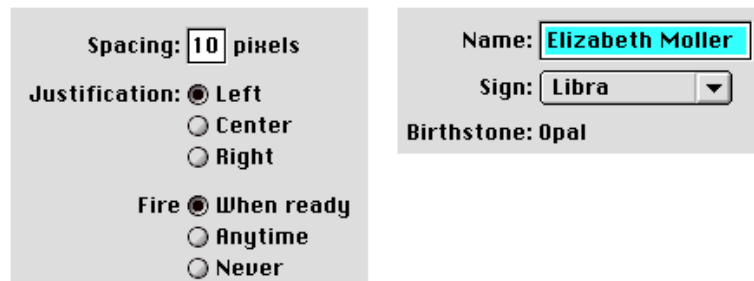 Spacing: 10 pixels
Justification: Left
Center
Right
Fire When ready
Anytime
Never
Name: Elizabeth Moller
Sign: Libra
Birthstone: Opal